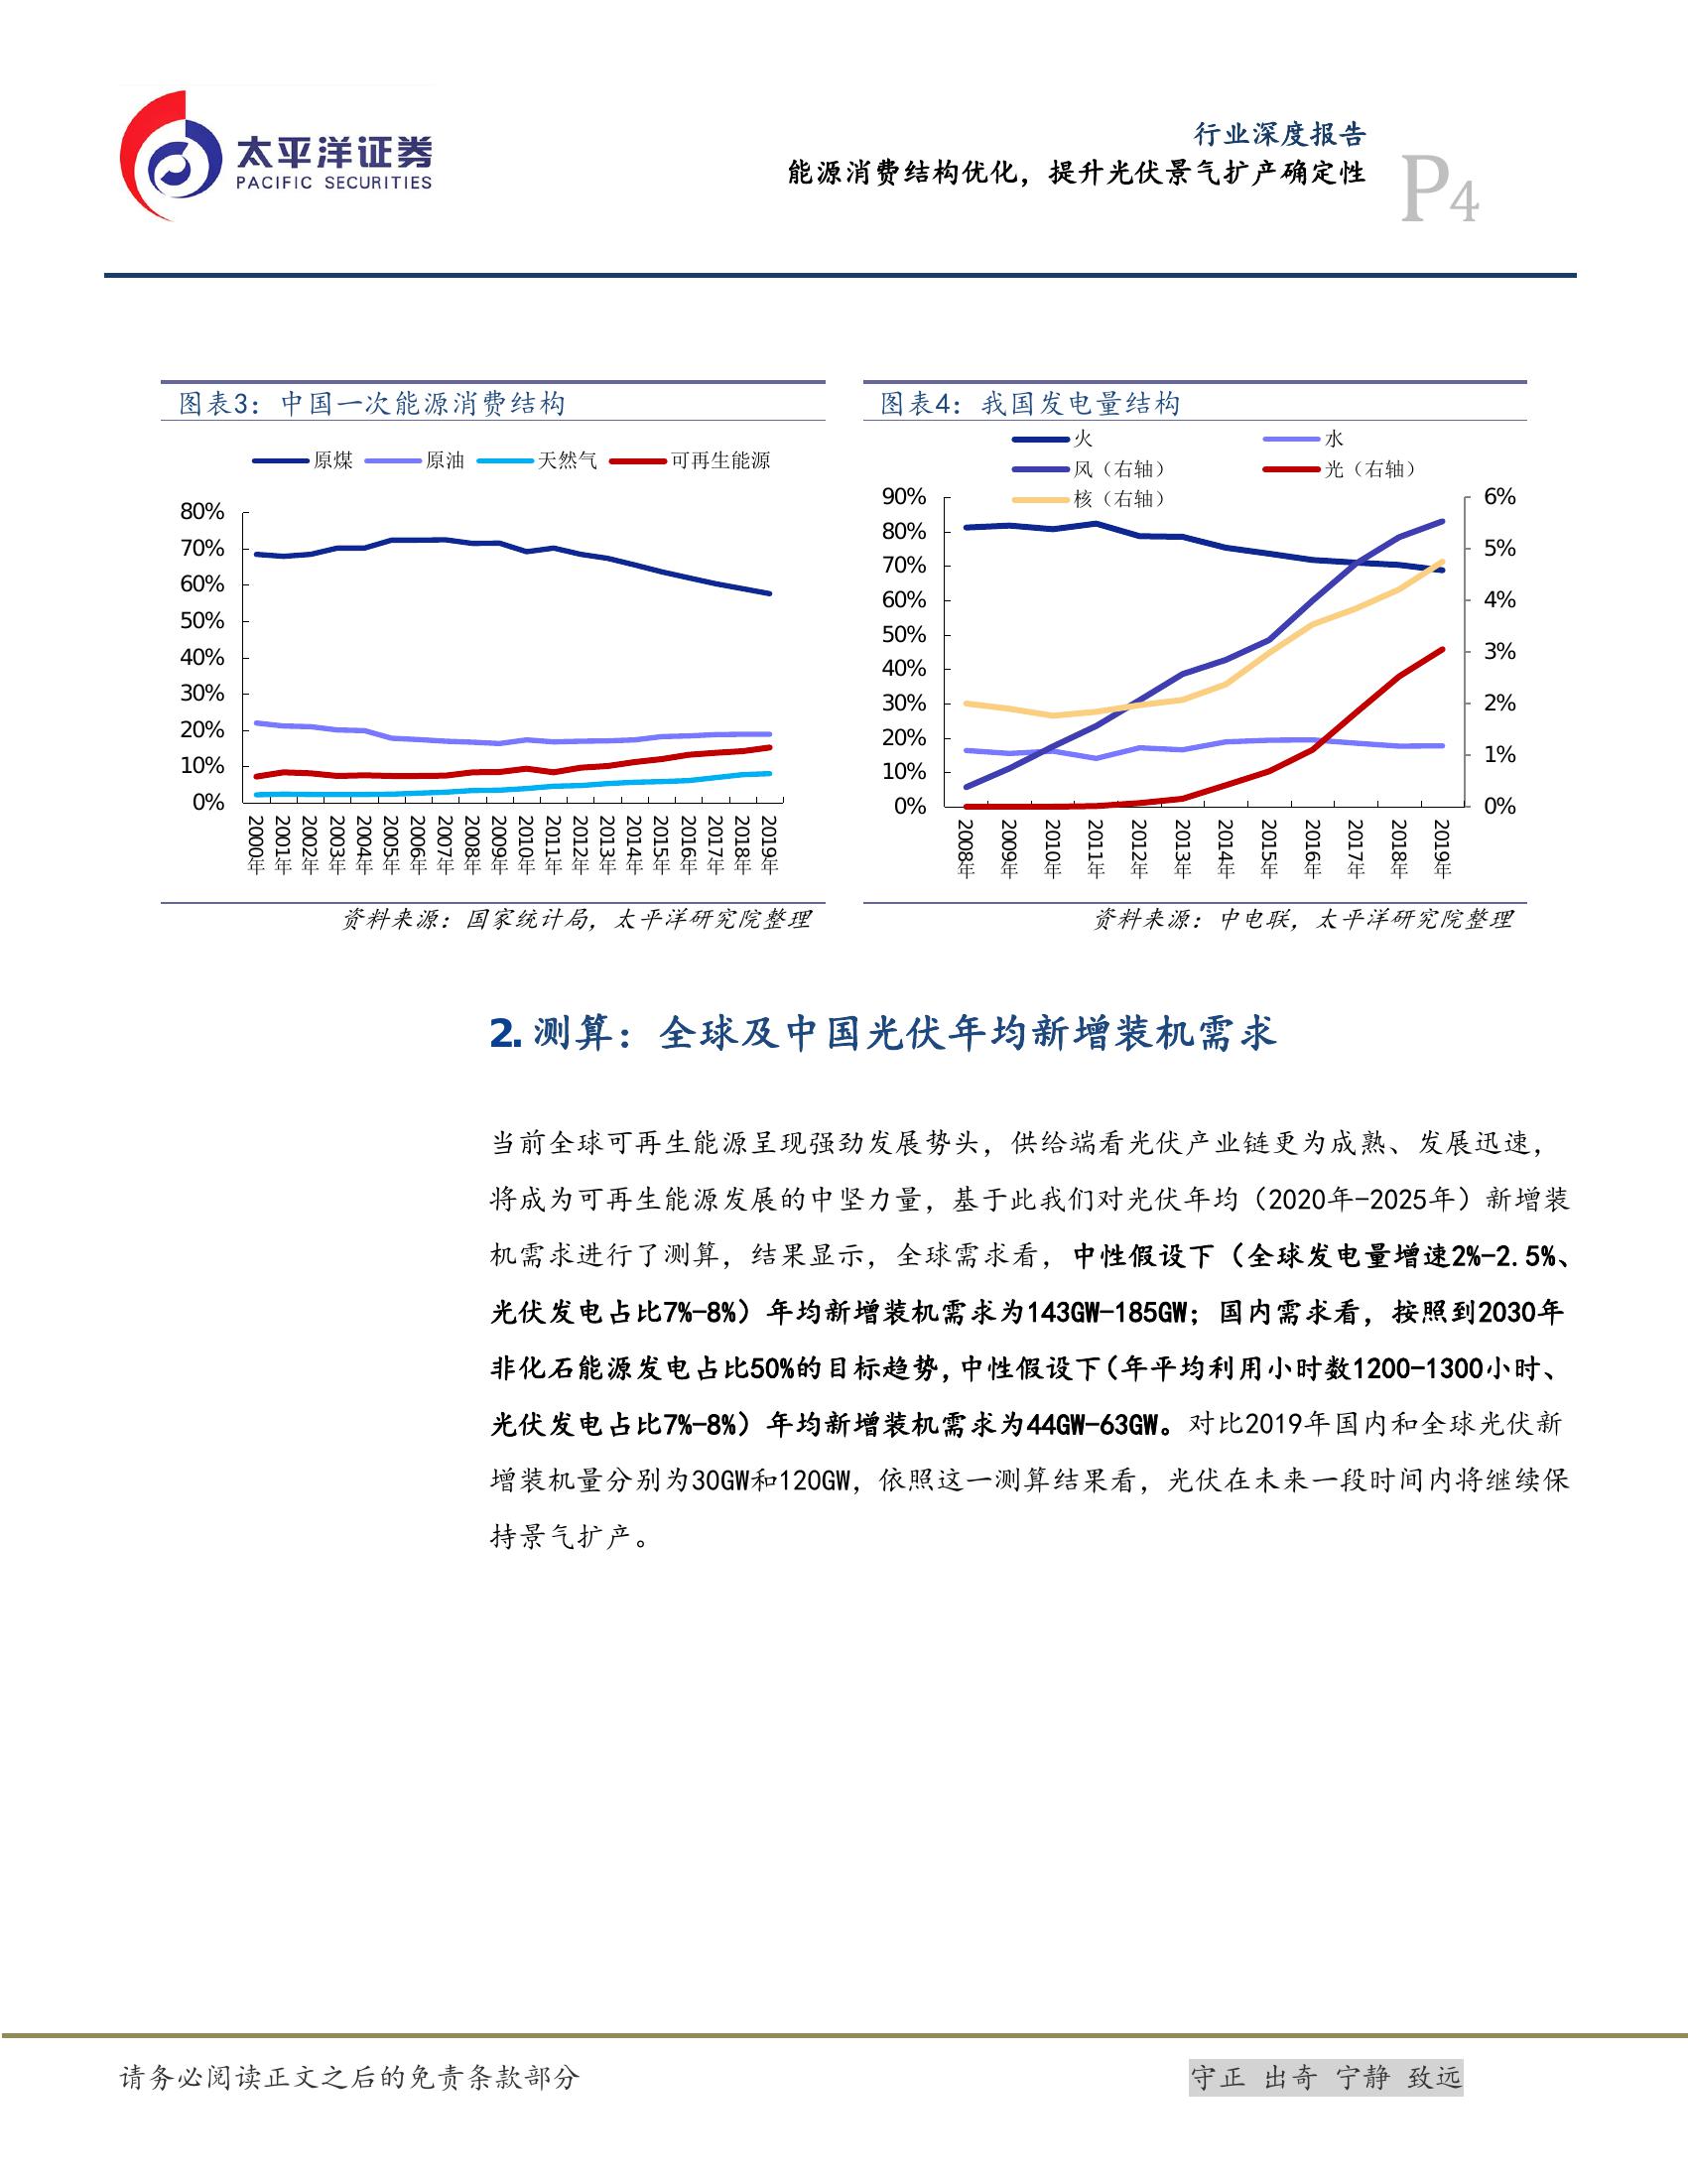 太平洋证券
PACIFIC SECURITIES
行业深度报告
能源消费结构优化，提升光伏景气扩产确定性
P4
图表3：中国一次能源消费结构
原煤 原油 天然气 可再生能源
80%
70%
60%
50%
40%
30%
20%
10%
0%
2000年 2001年 2002年 2003年 2004年 2005年 2006年 2007年 2008年 2009年 2010年 2011年 2012年 2013年 2014年 2015年 2016年 2017年 2018年 2019年
资料来源：国家统计局，太平洋研究院整理
图表4：我国发电量结构
火 水
风（右轴） 光（右轴）
核（右轴）
90%
80%
70%
60%
50%
40%
30%
20%
10%
0%
6%
5%
4%
3%
2%
1%
0%
2008年 2009年 2010年 2011年 2012年 2013年 2014年 2015年 2016年 2017年 2018年 2019年
资料来源：中电联，太平洋研究院整理
2. 测算：全球及中国光伏年均新增装机需求
当前全球可再生能源呈现强劲发展势头，供给端看光伏产业链更为成熟、发展迅速，
将成为可再生能源发展的中坚力量，基于此我们对光伏年均（2020年-2025年）新增装
机需求进行了测算，结果显示，全球需求看，中性假设下（全球发电量增速2%-2.5%、
光伏发电占比7%-8%）年均新增装机需求为143GW-185GW；国内需求看，按照到2030年
非化石能源发电占比50%的目标趋势，中性假设下（年平均利用小时数1200-1300小时、
光伏发电占比7%-8%）年均新增装机需求为44GW-63GW。对比2019年国内和全球光伏新
增装机量分别为30GW和120GW，依照这一测算结果看，光伏在未来一段时间内将继续保
持景气扩产。
请务必阅读正文之后的免责条款部分
守正 出奇 宁静 致远